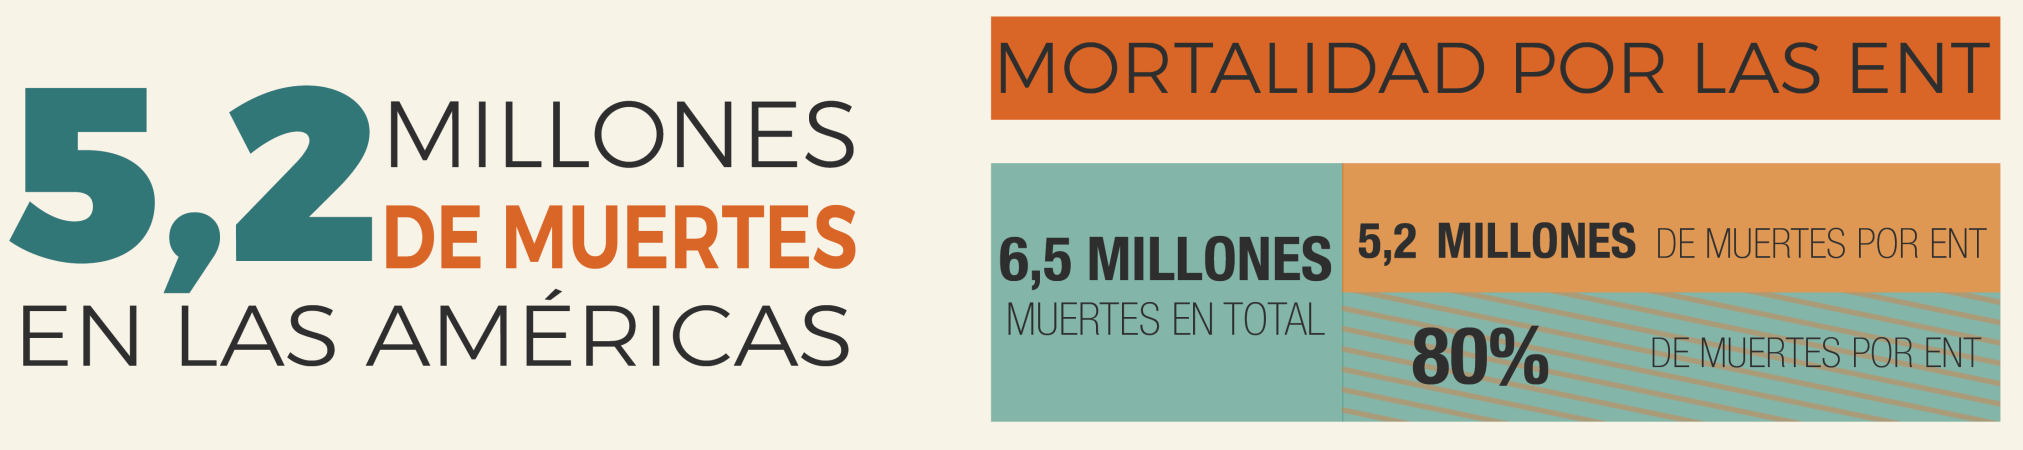 5,2 MILLONES
DE MUERTES
EN LAS AMÉRICAS
MORTALIDAD POR LAS ENT
6,5 MILLONES
MUERTES EN TOTAL
5,2 MILLONES DE MUERTES POR ENT
80% DE MUERTES POR ENT